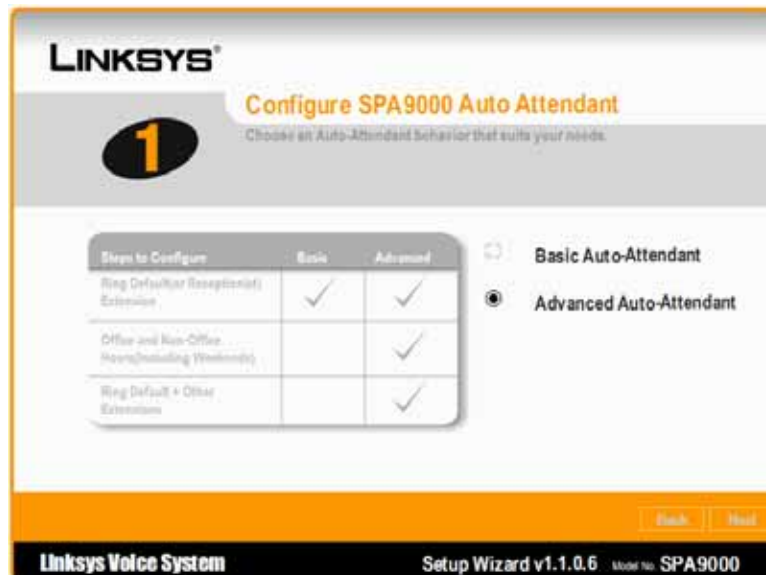 LINKSYS®
1
Configure SPA9000 Auto Attendant
Choose an Auto-Attendant behavior that suits your needs.
Steps to Configure Basic Advanced
Ring Default(or Receptionist)
Extension
Office and Non-Office
Hours(Including Weekends)
Ring Default + Other
Extensions
Basic Auto-Attendant
Advanced Auto-Attendant
Back Next
Linksys Voice System Setup Wizard v1.1.0.6 Model No. SPA9000